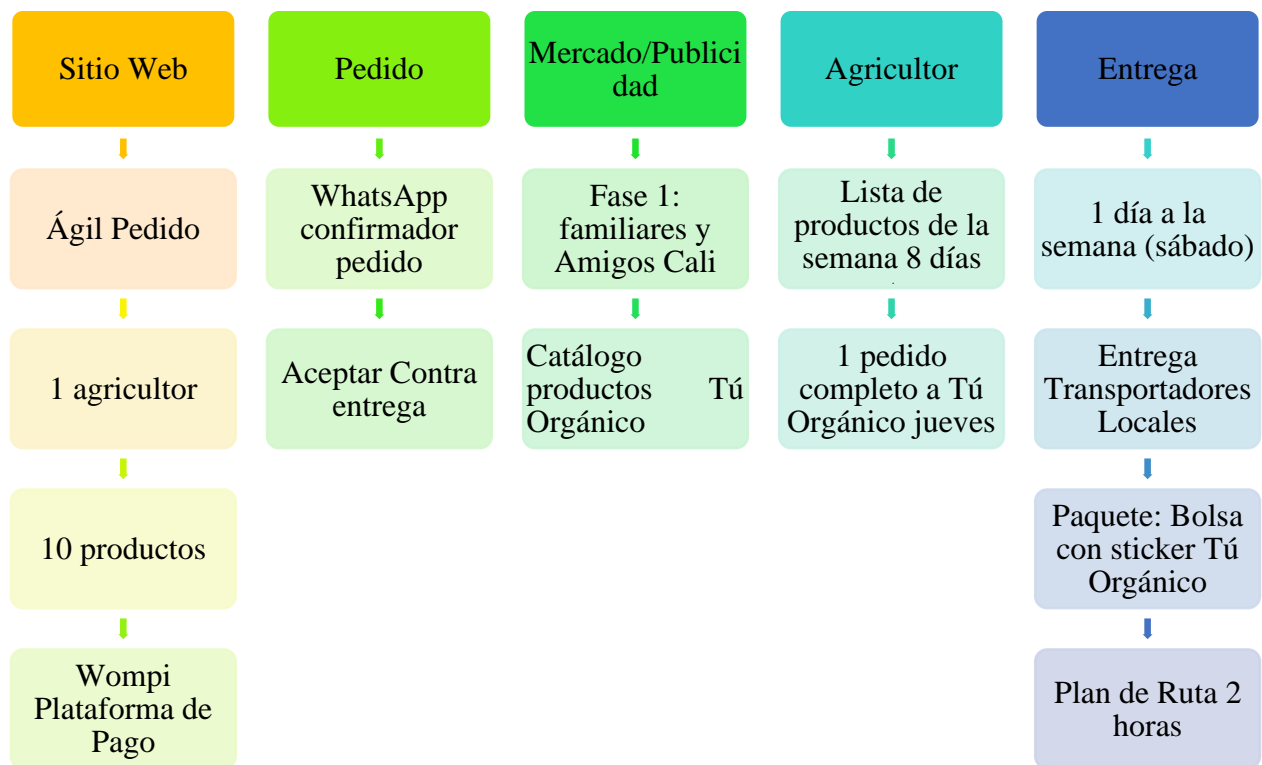 Sitio Web
Ágil Pedido
1 agricultor
10 productos
Wompi
Plataforma de
Pago
Pedido
WhatsApp
confirmador
pedido
Aceptar Contra
entrega
Mercado/Publici
dad
Fase 1:
familiares y
Amigos Cali
Catálogo
productos Tú
Orgánico
Agricultor
Lista de
productos de la
semana 8 días
.
1 pedido
completo a Tú
Orgánico jueves
Entrega
1 día a la
semana (sábado)
Entrega
Transportadores
Locales
Paquete: Bolsa
con sticker Tú
Orgánico
Plan de Ruta 2
horas